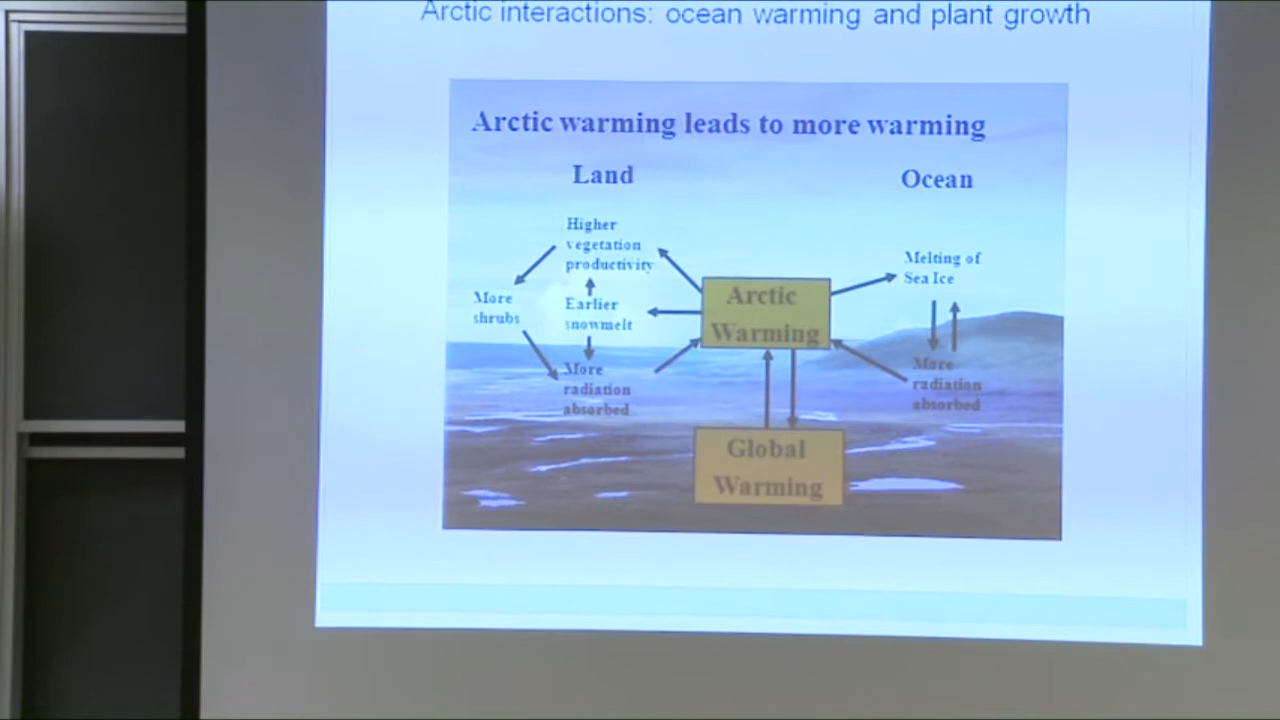 Arctic interactions: ocean warming and plant growth
Arctic warming leads to more warming
Land
Ocean
Higher
vegetation
productivity
Melting of
Sea Ice
More
shrubs
Earlier
snowmelt
Arctic
Warming
More
radiation
absorbed
More
radiation
absorbed
Global
Warming